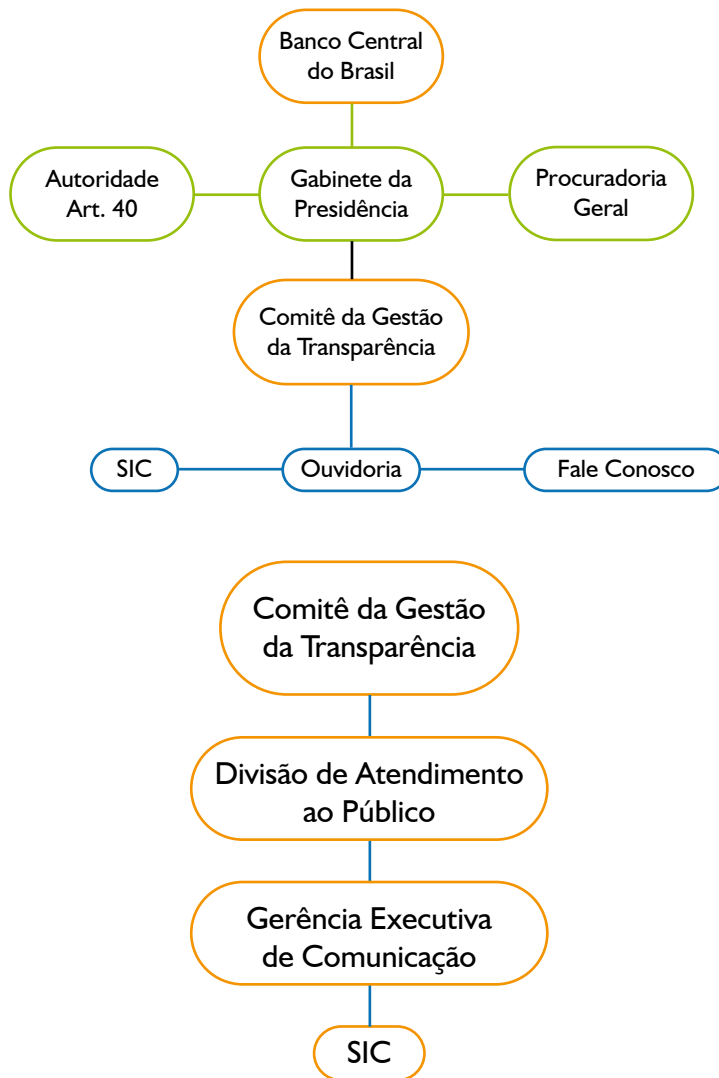 Banco Central
do Brasil
Autoridade
Art. 40
Gabinete da
Presidência
Procuradoria
Geral
Comitê da Gestão
da Transparência
SIC
Ouvidoria
Fale Conosco
Comitê da Gestão
da Transparência
Divisão de Atendimento
ao Público
Gerência Executiva
de Comunicação
SIC